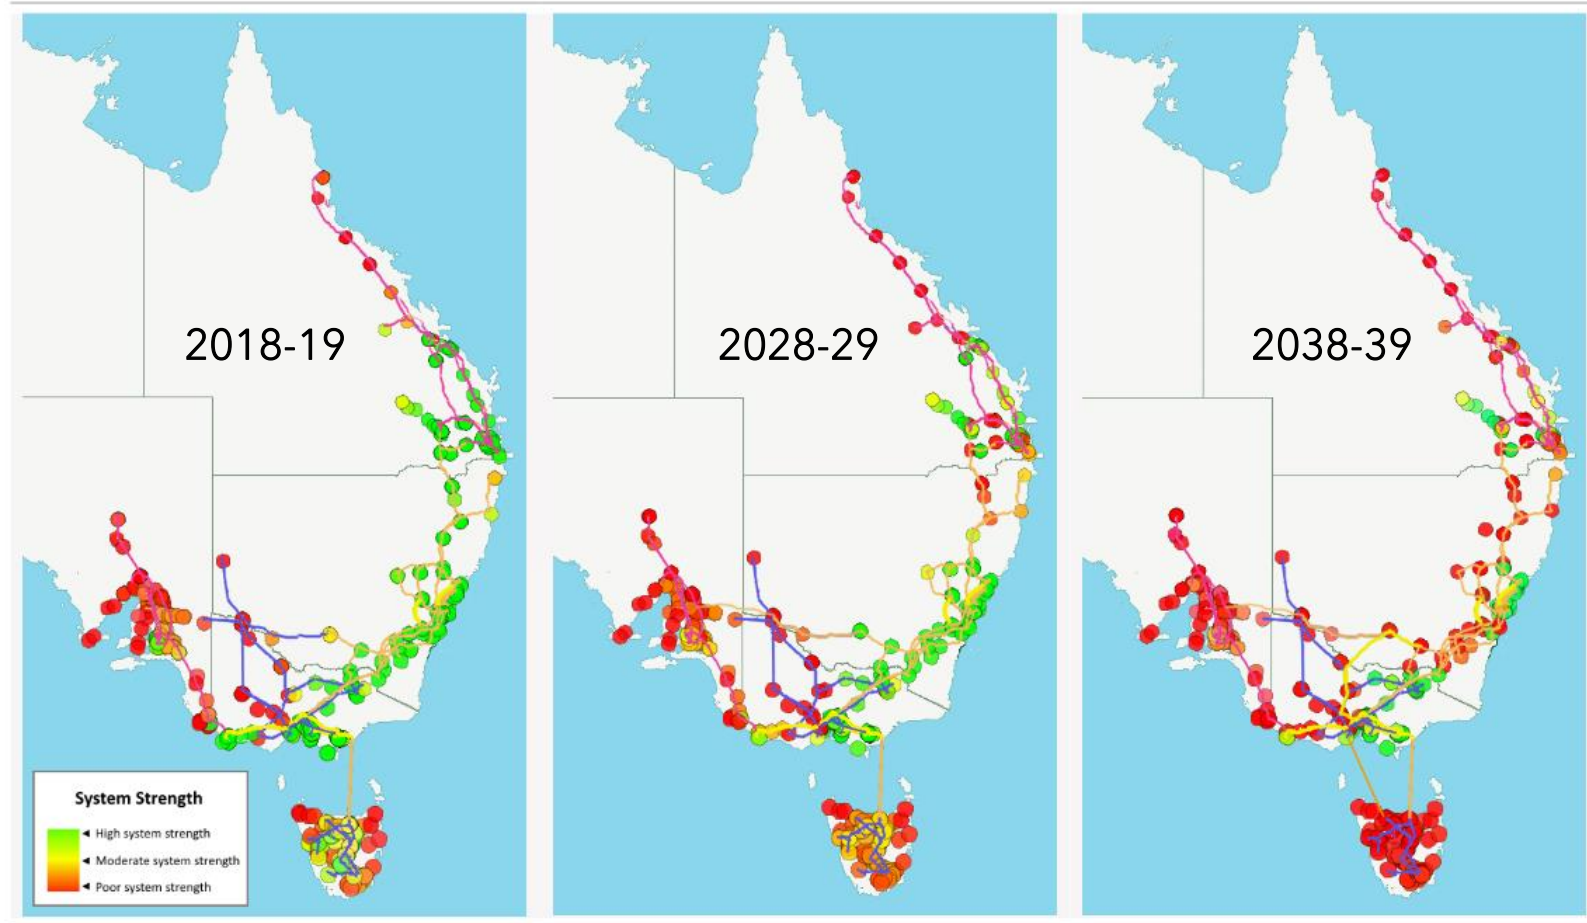 2018-19
2028-29
2038-39
System Strength
High system strength
Moderate system strength
Poor system strength